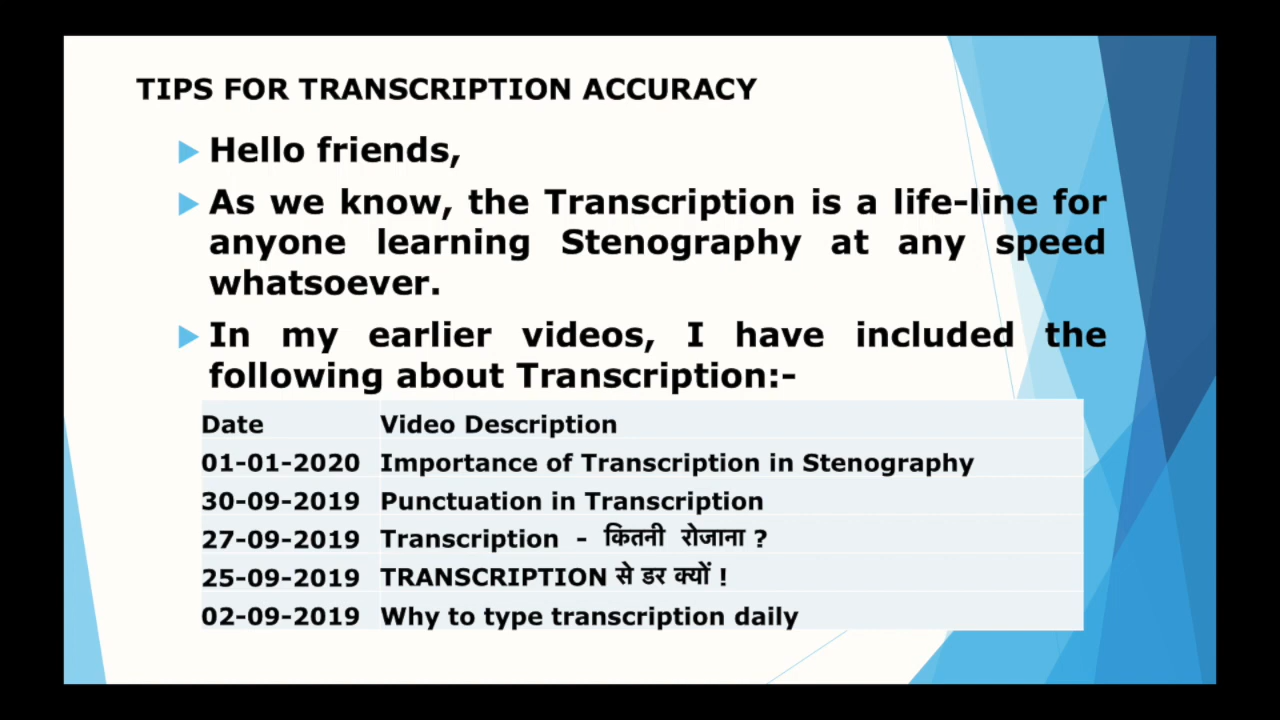 TIPS FOR TRANSCRIPTION ACCURACY
Hello friends,
As we know, the Transcription is a life-line for
anyone learning Stenography at any speed
whatsoever.
In my earlier videos, I have included the
following about Transcription:-
Date Video Description
01-01-2020 Importance of Transcription in Stenography
30-09-2019 Punctuation in Transcription
27-09-2019 Transcription - कितनी रोजाना ?
25-09-2019 TRANSCRIPTION से डर क्यों !
02-09-2019 Why to type transcription daily